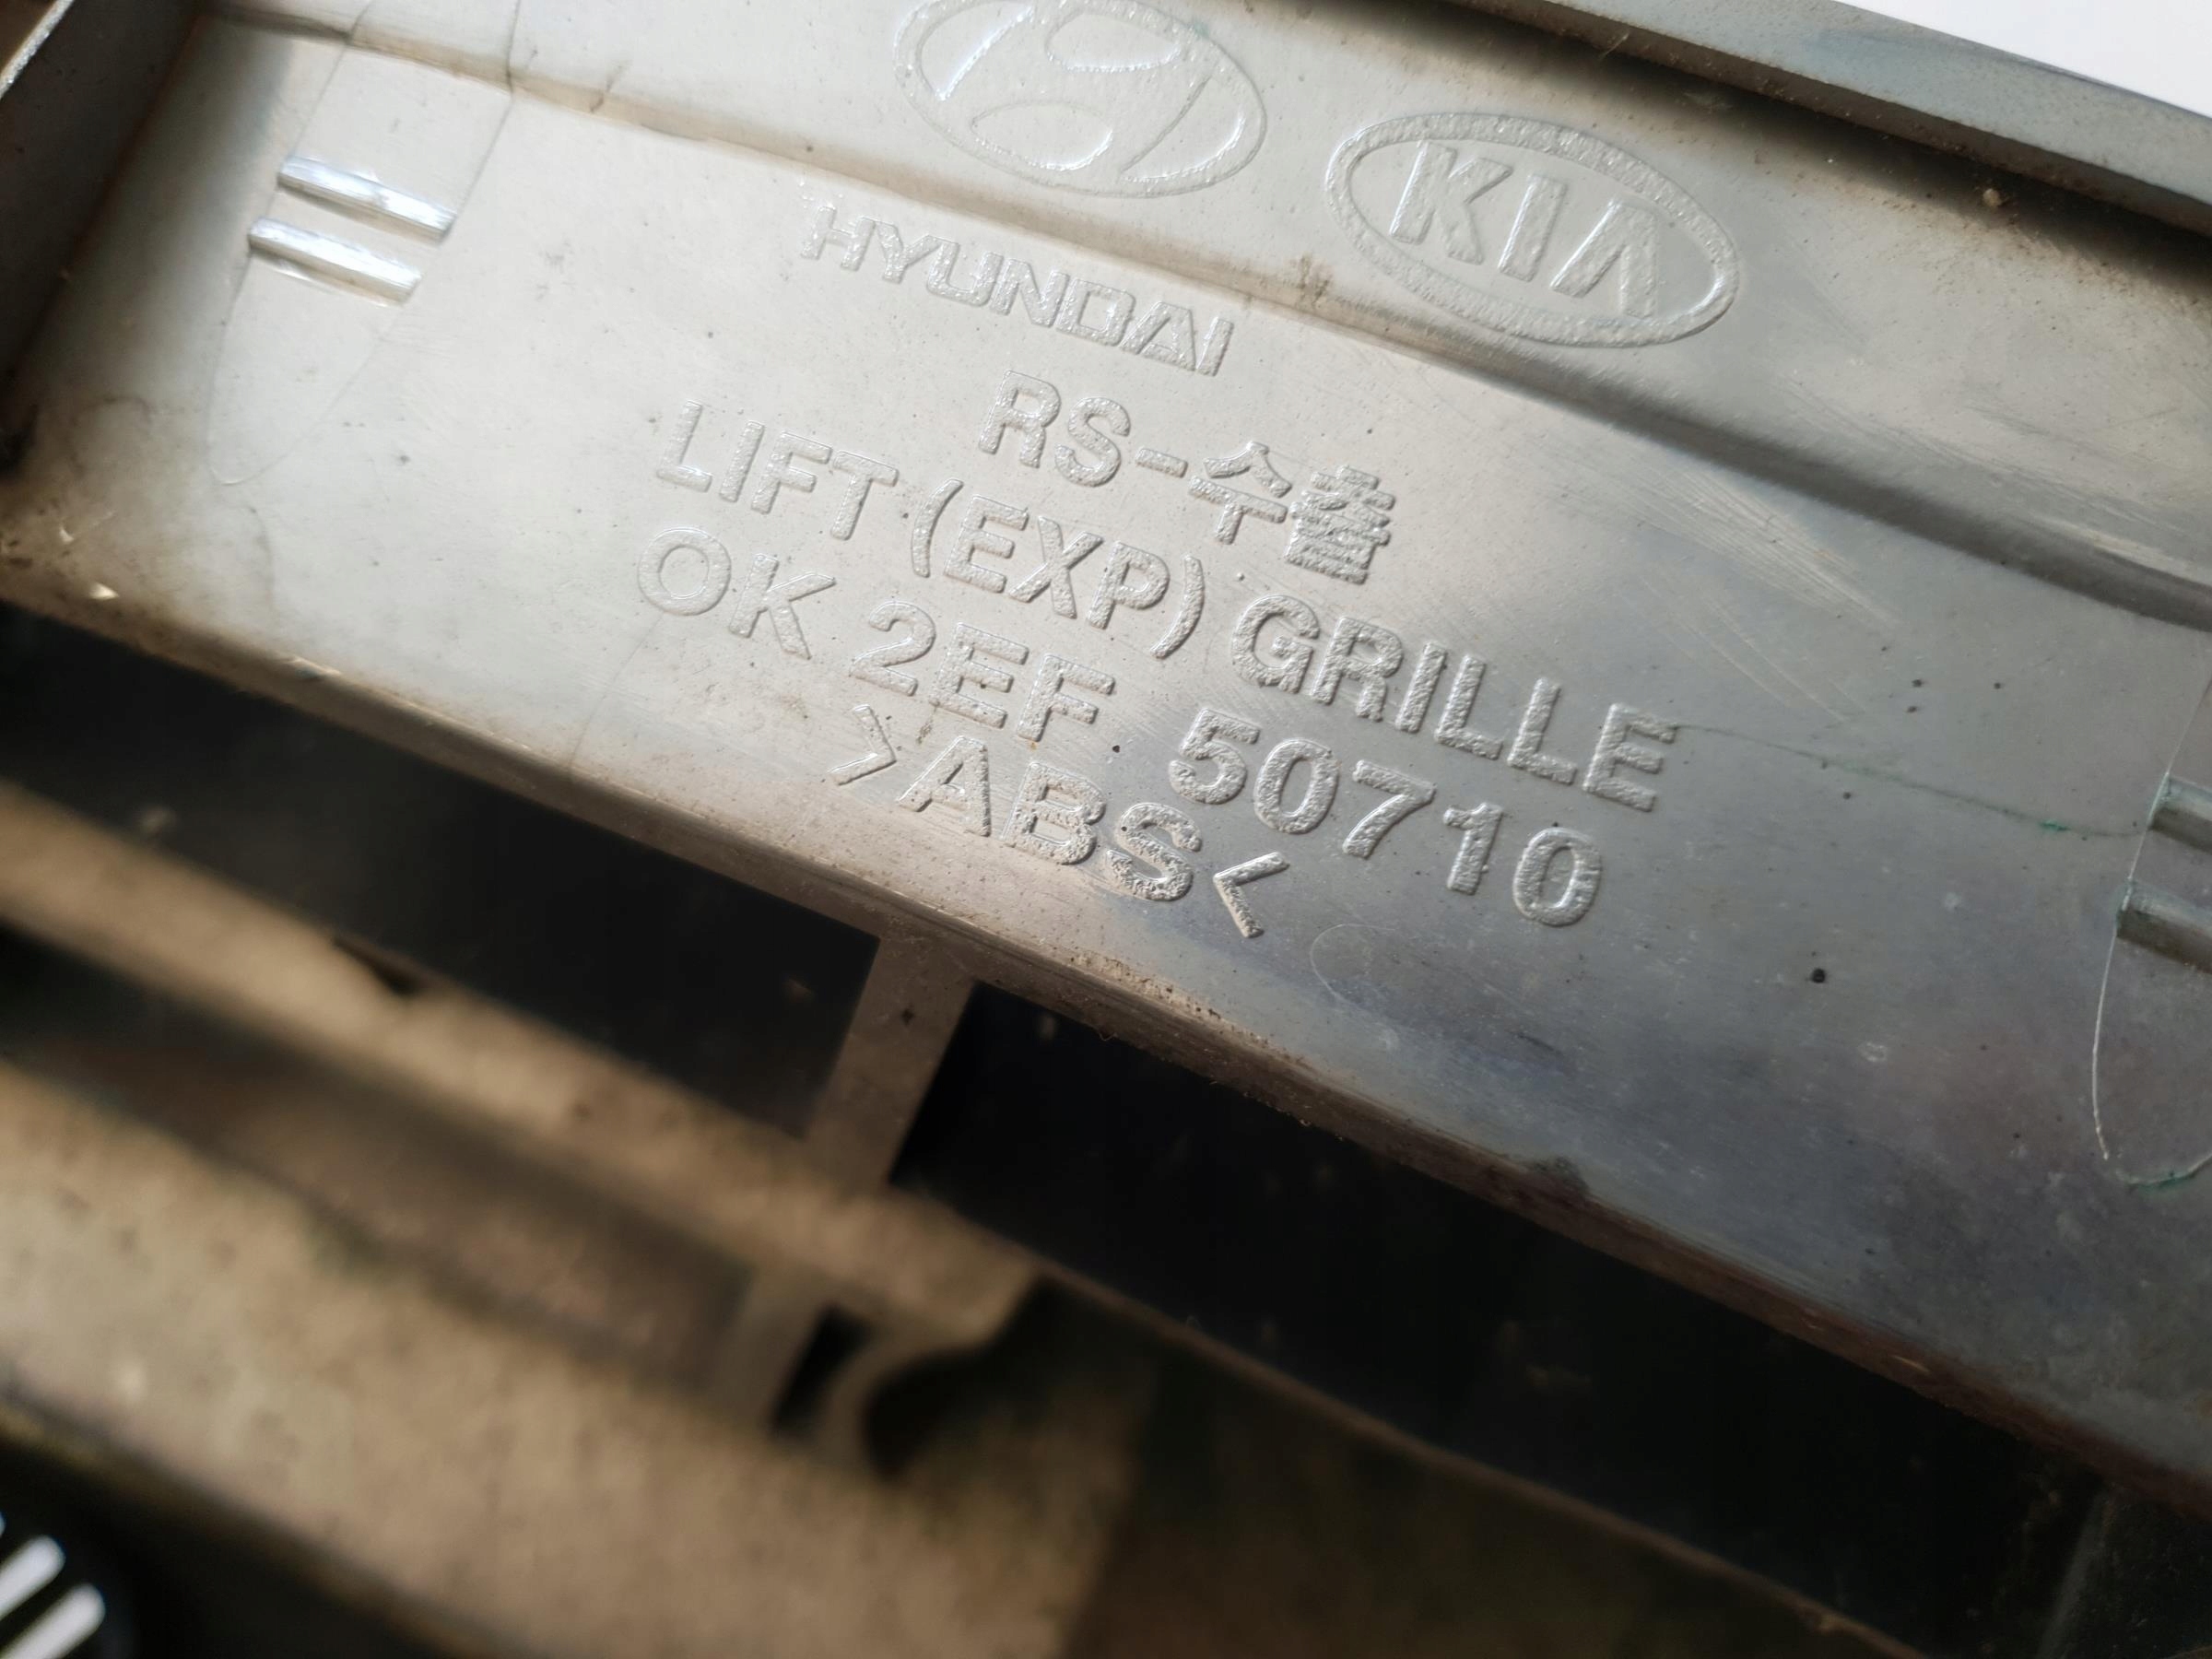 KIA
HYUNDAI
RS-수출
LIFT (EXP) GRILLE
OK 2EF 50710
>ABS<